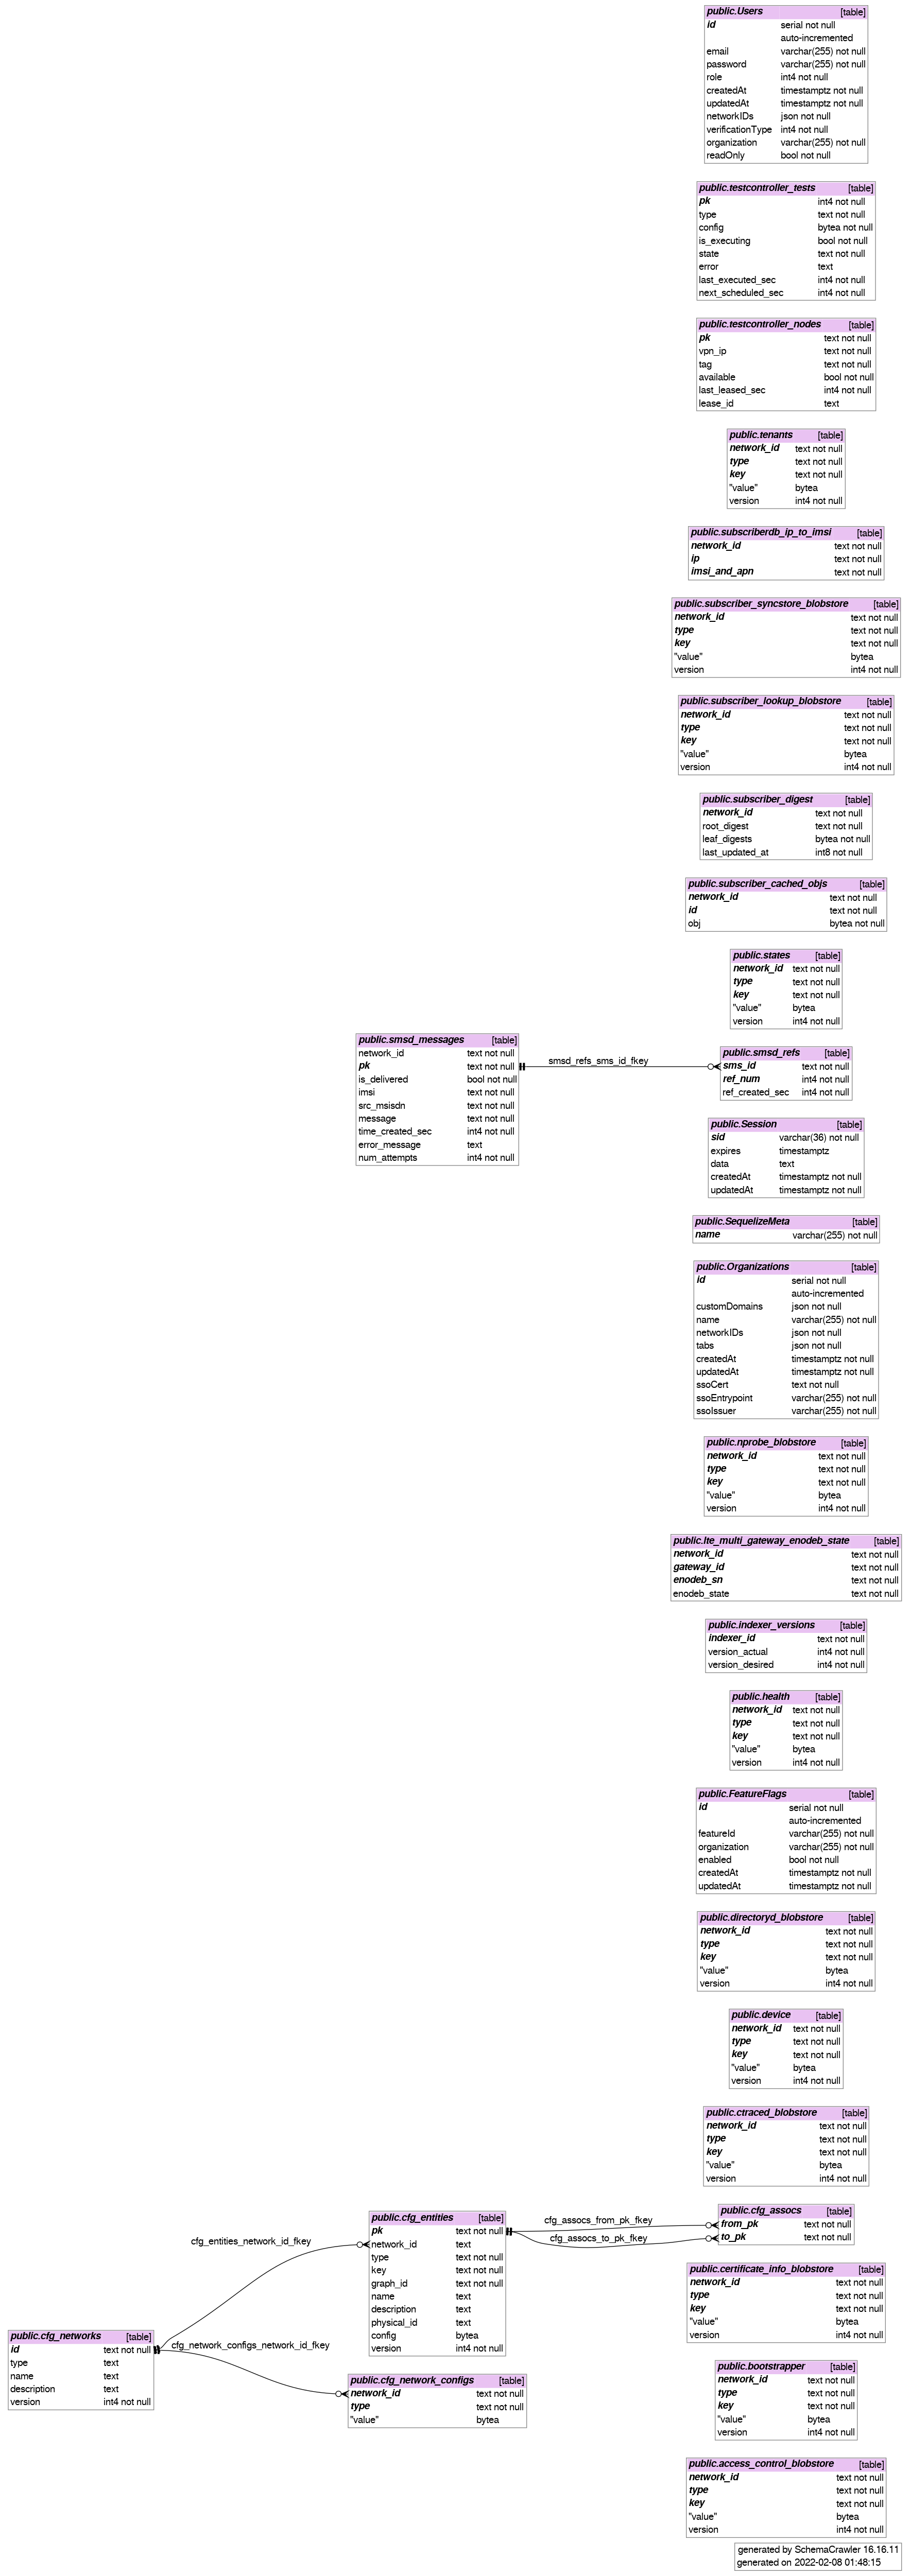 public.Users [table]
id serial not null
auto-incremented
email varchar(255) not null
password varchar(255) not null
role int4 not null
createdAt timestamptz not null
updatedAt timestamptz not null
networkIDs json not null
verificationType int4 not null
organization varchar(255) not null
readOnly bool not null
public.testcontroller_tests [table]
pk int4 not null
type text not null
config bytea not null
is_executing bool not null
state text not null
error text
last_executed_sec int4 not null
next_scheduled_sec int4 not null
public.testcontroller_nodes [table]
pk text not null
vpn_ip text not null
tag text not null
available bool not null
last_leased_sec int4 not null
lease_id text
public.tenants [table]
network_id text not null
type text not null
key text not null
"value" bytea
version int4 not null
public.subscriberdb_ip_to_imsi [table]
network_id text not null
ip text not null
imsi_and_apn text not null
public.subscriber_syncstore_blobstore [table]
network_id text not null
type text not null
key text not null
"value" bytea
version int4 not null
public.subscriber_lookup_blobstore [table]
network_id text not null
type text not null
key text not null
"value" bytea
version int4 not null
public.subscriber_digest [table]
network_id text not null
root_digest text not null
leaf_digests bytea not null
last_updated_at int8 not null
public.subscriber_cached_objs [table]
network_id text not null
id text not null
obj bytea not null
public.states [table]
network_id text not null
type text not null
key text not null
"value" bytea
version int4 not null
public.smsd_messages [table]
network_id text not null
pk text not null
is_delivered bool not null
imsi text not null
src_msisdn text not null
message text not null
time_created_sec int4 not null
error_message text
num_attempts int4 not null
smsd_refs_sms_id_fkey
public.smsd_refs [table]
sms_id text not null
ref_num int4 not null
ref_created_sec int4 not null
public.Session [table]
sid varchar(36) not null
expires timestamptz
data text
createdAt timestamptz not null
updatedAt timestamptz not null
public.SequelizeMeta [table]
name varchar(255) not null
public.Organizations [table]
id serial not null
auto-incremented
customDomains json not null
name varchar(255) not null
networkIDs json not null
tabs json not null
createdAt timestamptz not null
updatedAt timestamptz not null
ssoCert text not null
ssoEntrypoint varchar(255) not null
ssoIssuer varchar(255) not null
public.nprobe_blobstore [table]
network_id text not null
type text not null
key text not null
"value" bytea
version int4 not null
public.lte_multi_gateway_enodeb_state [table]
network_id text not null
gateway_id text not null
enodeb_sn text not null
enodeb_state text not null
public.indexer_versions [table]
indexer_id text not null
version_actual int4 not null
version_desired int4 not null
public.health [table]
network_id text not null
type text not null
key text not null
"value" bytea
version int4 not null
public.FeatureFlags [table]
id serial not null
auto-incremented
featureId varchar(255) not null
organization varchar(255) not null
enabled bool not null
createdAt timestamptz not null
updatedAt timestamptz not null
public.directoryd_blobstore [table]
network_id text not null
type text not null
key text not null
"value" bytea
version int4 not null
public.device [table]
network_id text not null
type text not null
key text not null
"value" bytea
version int4 not null
public.ctraced_blobstore [table]
network_id text not null
type text not null
key text not null
"value" bytea
version int4 not null
public.cfg_networks [table]
id text not null
type text
name text
description text
version int4 not null
cfg_entities_network_id_fkey
cfg_network_configs_network_id_fkey
public.cfg_entities [table]
pk text not null
network_id text
type text not null
key text not null
graph_id text not null
name text
description text
physical_id text
config bytea
version int4 not null
public.cfg_network_configs [table]
network_id text not null
type text not null
"value" bytea
cfg_assocs_from_pk_fkey
cfg_assocs_to_pk_fkey
public.cfg_assocs [table]
from_pk text not null
to_pk text not null
public.certificate_info_blobstore [table]
network_id text not null
type text not null
key text not null
"value" bytea
version int4 not null
public.bootstrapper [table]
network_id text not null
type text not null
key text not null
"value" bytea
version int4 not null
public.access_control_blobstore [table]
network_id text not null
type text not null
key text not null
"value" bytea
version int4 not null
generated by SchemaCrawler 16.16.11
generated on 2022-02-08 01:48:15